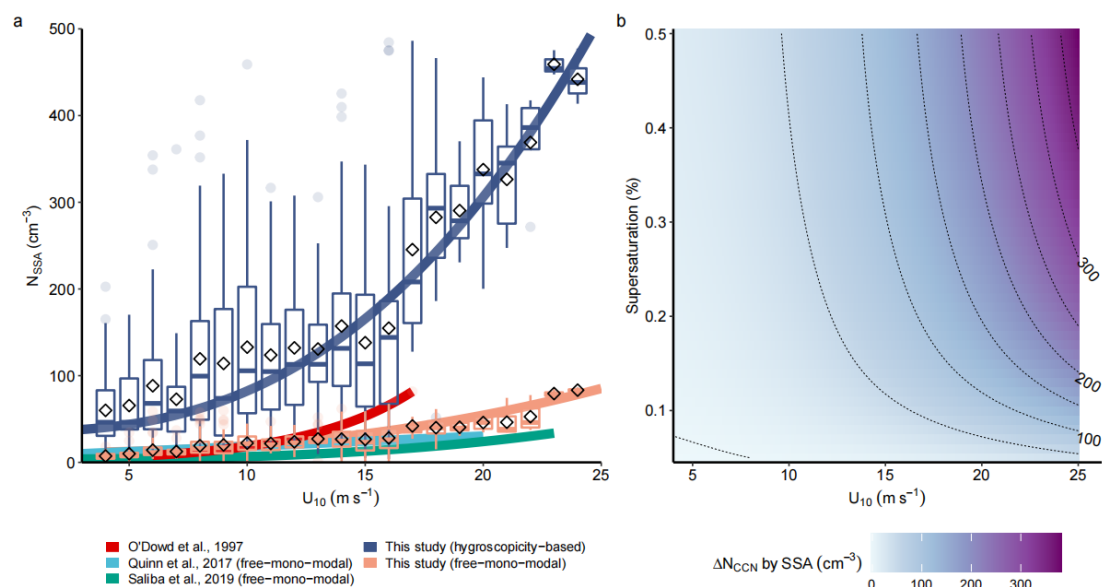 a
b
500
400
300
200
100
0
N_SSA (cm⁻³)
5
10
15
20
25
U₁₀ (m s⁻¹)
0.5
0.4
0.3
0.2
0.1
Supersaturation (%)
300
200
100
5
10
15
20
25
U₁₀ (m s⁻¹)
O'Dowd et al., 1997
Quinn et al., 2017 (free−mono−modal)
Saliba et al., 2019 (free−mono−modal)
This study (hygroscopicity−based)
This study (free−mono−modal)
ΔN_CCN by SSA (cm⁻³)
0 100 200 300